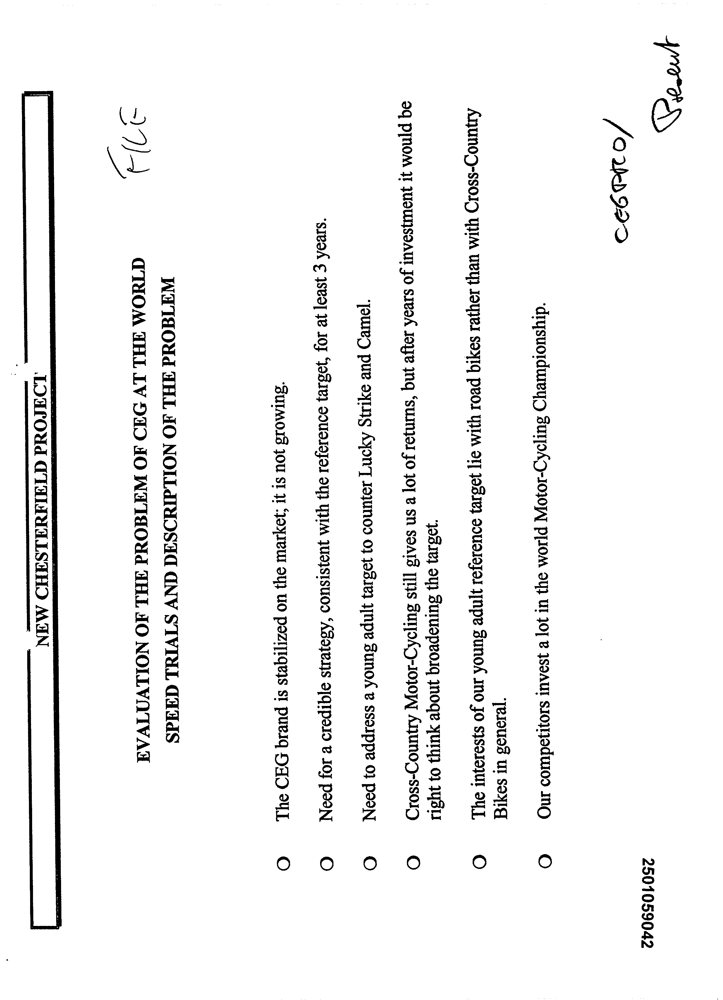 NEW CHESTERFIELD PROJECT
FILE
EVALUATION OF THE PROBLEM OF CEG AT THE WORLD
SPEED TRIALS AND DESCRIPTION OF THE PROBLEM
O The CEG brand is stabilized on the market; it is not growing.
O Need for a credible strategy, consistent with the reference target, for at least 3 years.
O Need to address a young adult target to counter Lucky Strike and Camel.
O Cross-Country Motor-Cycling still gives us a lot of returns, but after years of investment it would be
right to think about broadening the target.
O The interests of our young adult reference target lie with road bikes rather than with Cross-Country
Bikes in general.
O Our competitors invest a lot in the world Motor-Cycling Championship.
2501059042